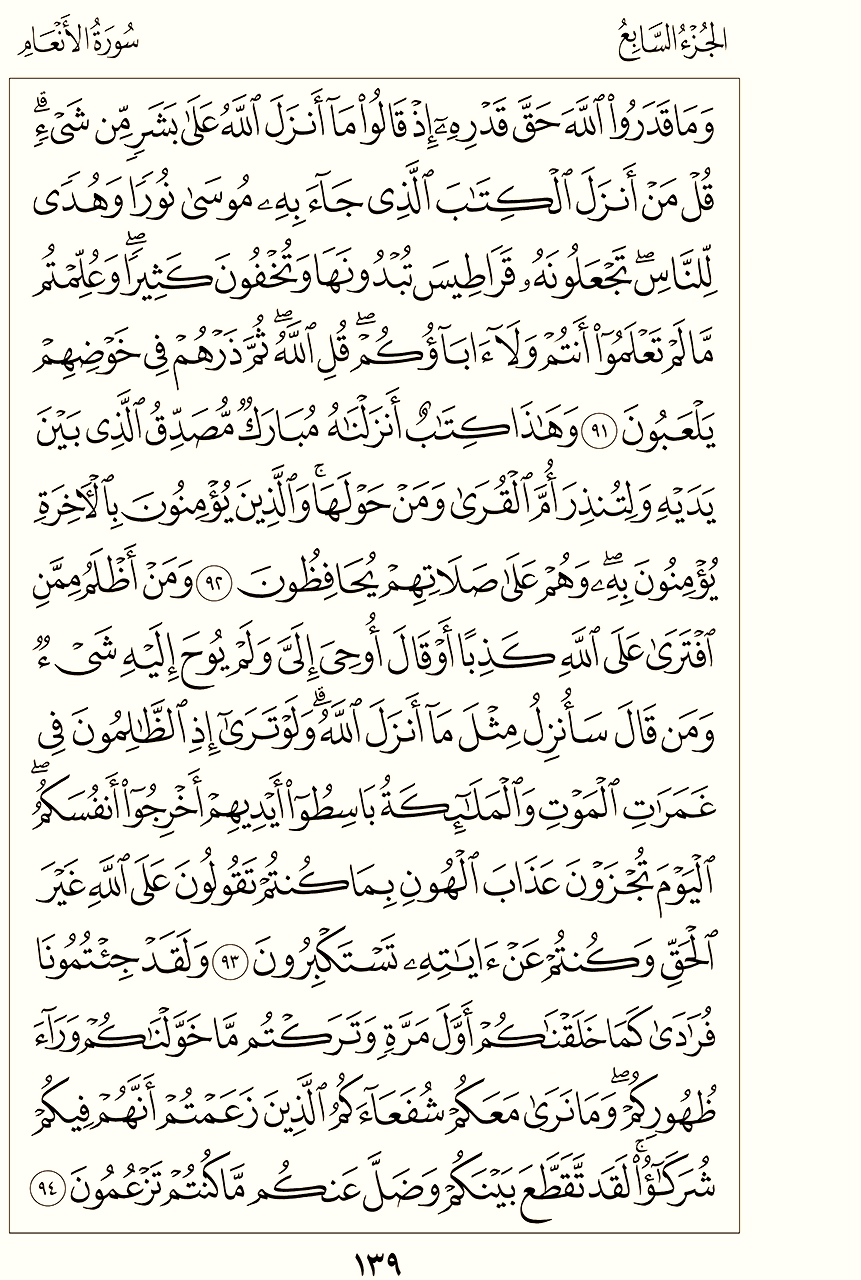 الجُزْءُ السَّابِعُ
سُورَةُ الأَنْعَامِ
وَمَا قَدَرُواْ ٱللَّهَ حَقَّ قَدْرِهِۦٓ إِذْ قَالُواْ مَآ أَنزَلَ ٱللَّهُ عَلَىٰ بَشَرٖ مِّن شَيْءٖۗ
قُلْ مَنْ أَنزَلَ ٱلْكِتَٰبَ ٱلَّذِي جَآءَ بِهِۦ مُوسَىٰ نُورٗا وَهُدٗى
لِّلنَّاسِۖ تَجْعَلُونَهُۥ قَرَاطِيسَ تُبْدُونَهَا وَتُخْفُونَ كَثِيرٗاۖ وَعُلِّمْتُم
مَّا لَمْ تَعْلَمُوٓاْ أَنتُمْ وَلَآ ءَابَآؤُكُمْۖ قُلِ ٱللَّهُۖ ثُمَّ ذَرْهُمْ فِي خَوْضِهِمْ
يَلْعَبُونَ ٩١ وَهَٰذَا كِتَٰبٌ أَنزَلْنَٰهُ مُبَارَكٞ مُّصَدِّقُ ٱلَّذِي بَيْنَ
يَدَيْهِ وَلِتُنذِرَ أُمَّ ٱلْقُرَىٰ وَمَنْ حَوْلَهَاۚ وَٱلَّذِينَ يُؤْمِنُونَ بِٱلْأٓخِرَةِ
يُؤْمِنُونَ بِهِۦۖ وَهُمْ عَلَىٰ صَلَاتِهِمْ يُحَافِظُونَ ٩٢ وَمَنْ أَظْلَمُ مِمَّنِ
ٱفْتَرَىٰ عَلَى ٱللَّهِ كَذِبًا أَوْ قَالَ أُوحِيَ إِلَيَّ وَلَمْ يُوحَ إِلَيْهِ شَيْءٞ
وَمَن قَالَ سَأُنزِلُ مِثْلَ مَآ أَنزَلَ ٱللَّهُۗ وَلَوْ تَرَىٰٓ إِذِ ٱلظَّٰلِمُونَ فِي
غَمَرَٰتِ ٱلْمَوْتِ وَٱلْمَلَٰٓئِكَةُ بَاسِطُوٓاْ أَيْدِيهِمْ أَخْرِجُوٓاْ أَنفُسَكُمُۖ
ٱلْيَوْمَ تُجْزَوْنَ عَذَابَ ٱلْهُونِ بِمَا كُنتُمْ تَقُولُونَ عَلَى ٱللَّهِ غَيْرَ
ٱلْحَقِّ وَكُنتُمْ عَنْ ءَايَٰتِهِۦ تَسْتَكْبِرُونَ ٩٣ وَلَقَدْ جِئْتُمُونَا
فُرَٰدَىٰ كَمَا خَلَقْنَٰكُمْ أَوَّلَ مَرَّةٖ وَتَرَكْتُم مَّا خَوَّلْنَٰكُمْ وَرَآءَ
ظُهُورِكُمْۖ وَمَا نَرَىٰ مَعَكُمْ شُفَعَآءَكُمُ ٱلَّذِينَ زَعَمْتُمْ أَنَّهُمْ فِيكُمْ
شُرَكَٰٓؤُاْۚ لَقَد تَّقَطَّعَ بَيْنَكُمْ وَضَلَّ عَنكُم مَّا كُنتُمْ تَزْعُمُونَ ٩٤
١٣٩